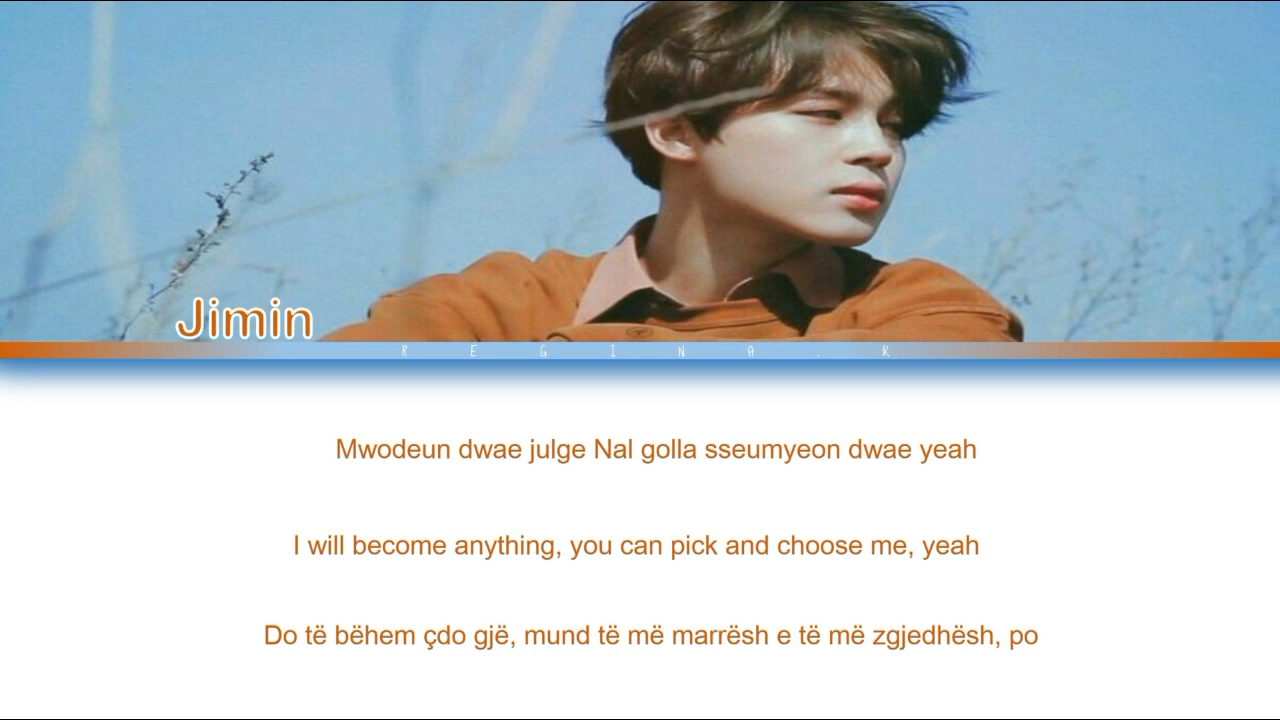 Jimin
R E G I N A . K
Mwodeun dwae julge Nal golla sseumyeon dwae yeah
I will become anything, you can pick and choose me, yeah
Do të bëhem çdo gjë, mund të më marrësh e të më zgjedhësh, po